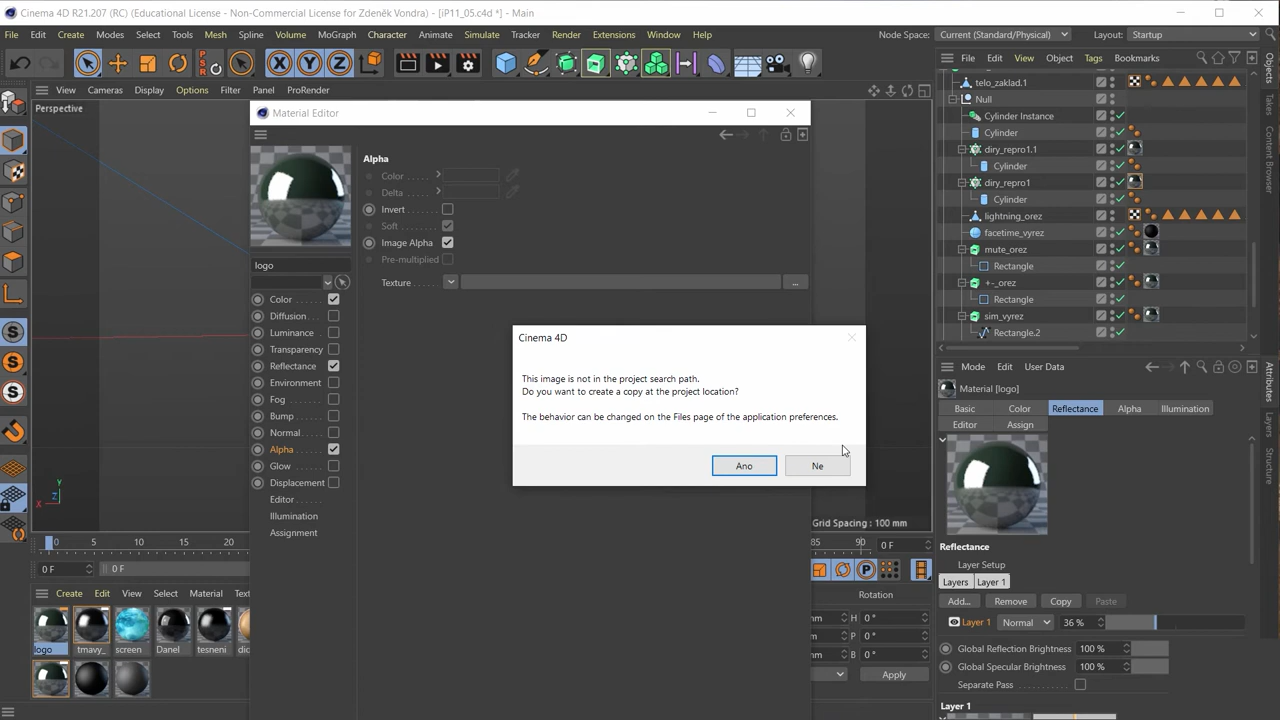 Cinema 4D R21.207 (RC) (Educational License - Non-Commercial License for Zdeněk Vondra) - [iP11_05.c4d *] - Main
File Edit Create Modes Select Tools Mesh Spline Volume MoGraph Character Animate Simulate Tracker Render Extensions Window Help
Node Space: Current (Standard/Physical) Layout: Startup
X Y Z PSR 0
File Edit View Object Tags Bookmarks
View Cameras Display Options Filter Panel ProRender
Perspective
Material Editor
telo_zaklad.1
Null
Cylinder Instance
Cylinder
diry_repro1.1
Cylinder
diry_repro1
Cylinder
lightning_orez
facetime_vyrez
mute_orez
Rectangle
+-_orez
Rectangle
sim_vyrez
Rectangle.2
Objects
Takes
Content Browser
Attributes
Layers
Structure
Alpha
Color
Delta
Invert
Soft
Image Alpha
Pre-multiplied
Texture ...
logo
Color
Diffusion
Luminance
Transparency
Reflectance
Environment
Fog
Bump
Normal
Alpha
Glow
Displacement
Editor
Illumination
Assignment
Cinema 4D
This image is not in the project search path.
Do you want to create a copy at the project location?
The behavior can be changed on the Files page of the application preferences.
Ano Ne
Mode Edit User Data
Material [logo]
Basic Color Reflectance Alpha Illumination
Editor Assign
Reflectance
Layer Setup
Layers Layer 1
Add... Remove Copy Paste
Layer 1 Normal 36 %
Global Reflection Brightness 100 %
Global Specular Brightness 100 %
Separate Pass
Layer 1
Y
Z
X
Grid Spacing : 100 mm
0 5 10 15 20 85 90 0 F
0 F 0 F
P
Rotation
H 0 °
P 0 °
B 0 °
Apply
Create Edit View Select Material
logo tmavy_ screen Danel tesneni